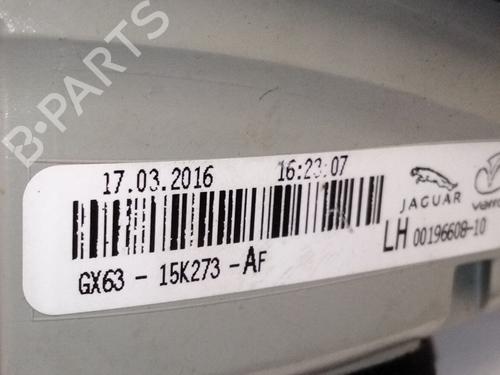 B-PARTS
17.03.2016 16:23:07
JAGUAR
LH 00196608-10
GX63 - 15K273 - AF